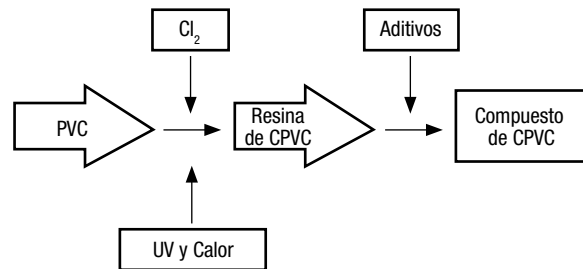 Cl₂
Aditivos
PVC
Resina
de CPVC
Compuesto
de CPVC
UV y Calor